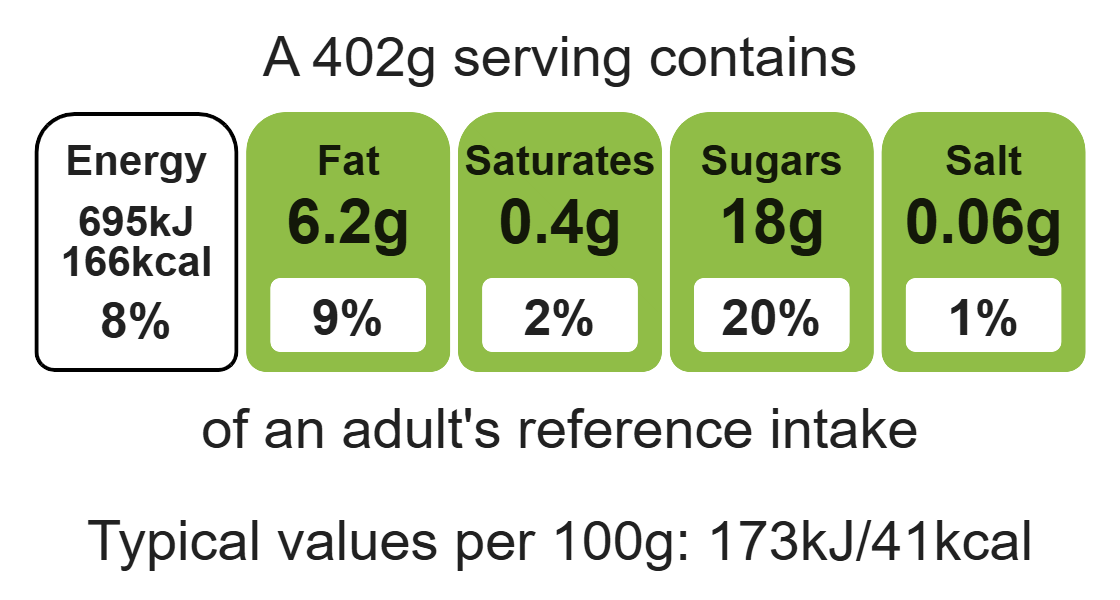 A 402g serving contains
Energy
695kJ
166kcal
8%
Fat
6.2g
9%
Saturates
0.4g
2%
Sugars
18g
20%
Salt
0.06g
1%
of an adult's reference intake
Typical values per 100g: 173kJ/41kcal